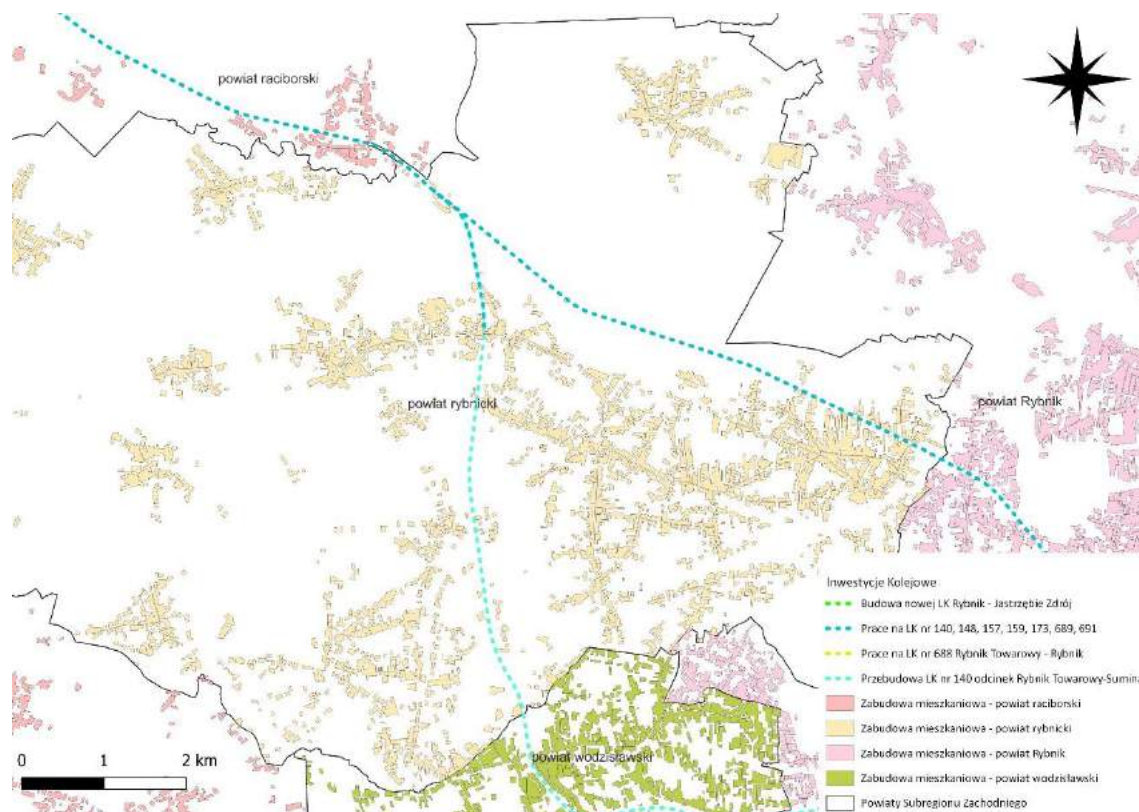 powiat raciborski
powiat rybnicki
powiat Rybnik
powiat wodzisławski
Inwestycje Kolejowe
Budowa nowej LK Rybnik - Jastrzębie Zdrój
Prace na LK nr 140, 148, 157, 159, 173, 689, 691
Prace na LK nr 688 Rybnik Towarowy - Rybnik
Przebudowa LK nr 140 odcinek Rybnik Towarowy-Sumina
Zabudowa mieszkaniowa - powiat raciborski
Zabudowa mieszkaniowa - powiat rybnicki
Zabudowa mieszkaniowa - powiat Rybnik
Zabudowa mieszkaniowa - powiat wodzisławski
Powiaty Subregionu Zachodniego
0 1 2 km